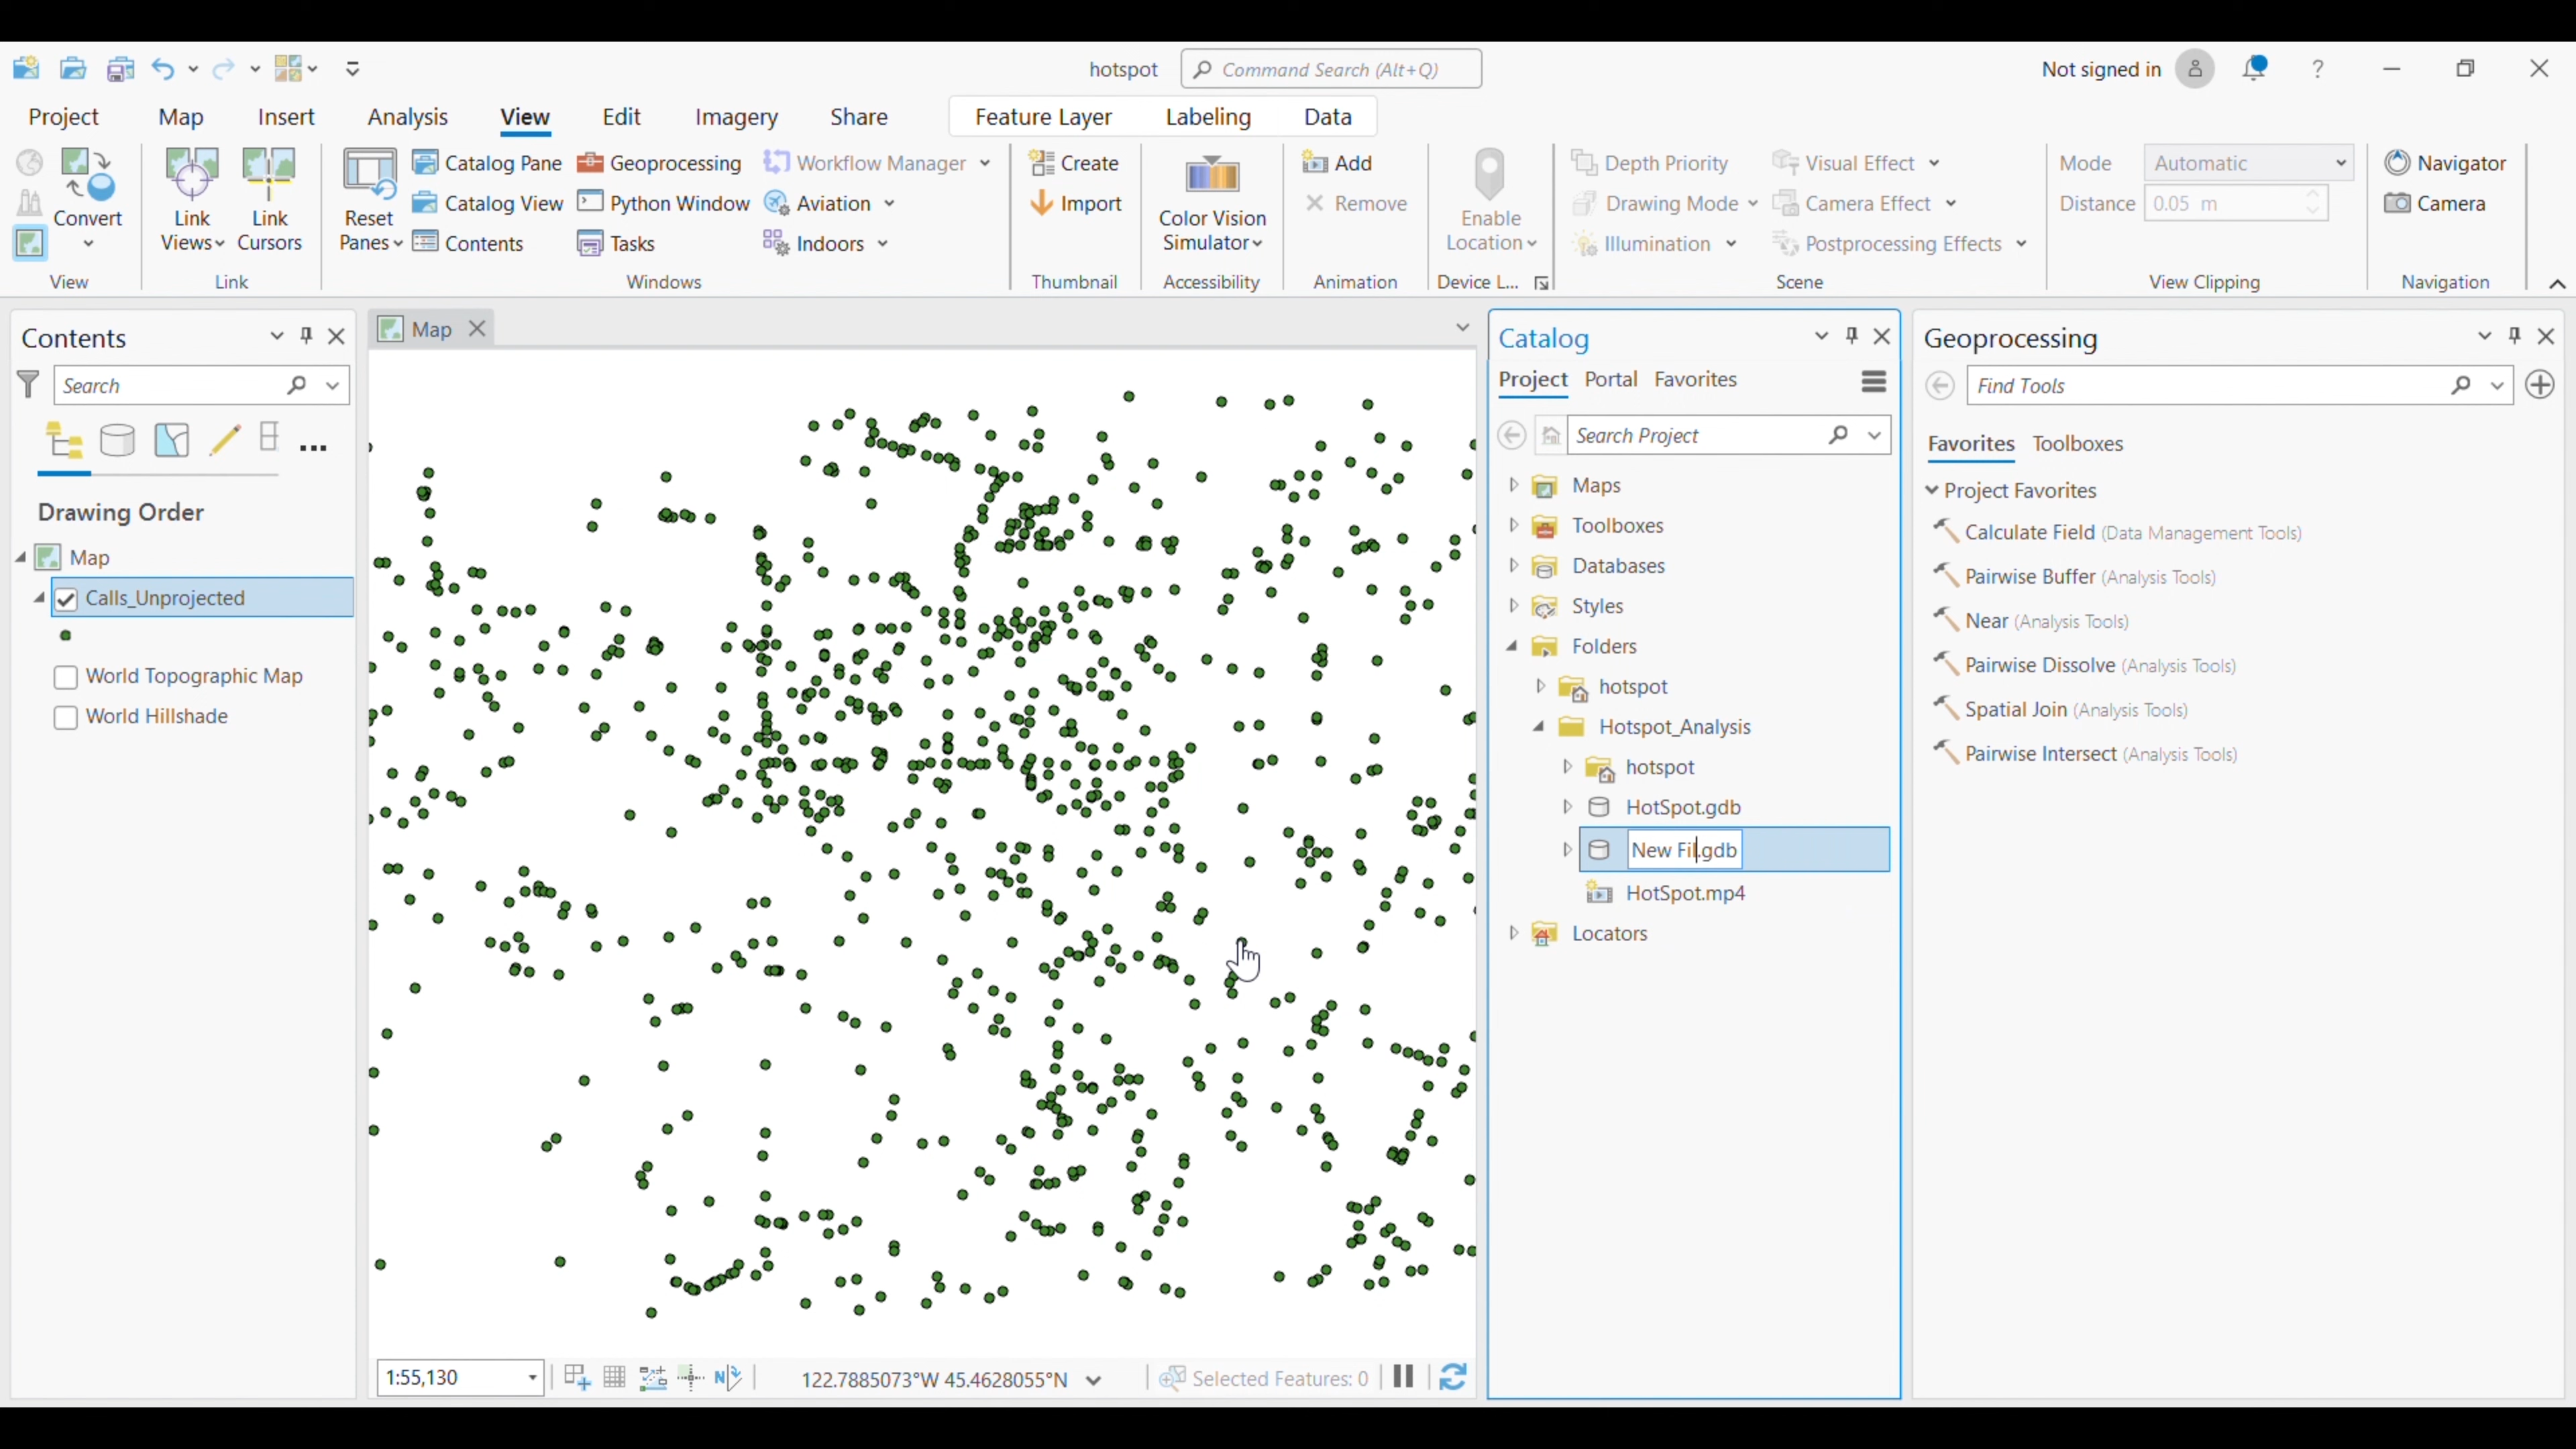 hotspot
Command Search (Alt+Q)
Not signed in
?
Project Map Insert Analysis View Edit Imagery Share Feature Layer Labeling Data
Convert
Link Views
Link Cursors
Reset Panes
Catalog Pane
Catalog View
Contents
Geoprocessing
Python Window
Tasks
Workflow Manager
Aviation
Indoors
Create
Import
Color Vision Simulator
Add
Remove
Enable Location
Depth Priority
Drawing Mode
Illumination
Visual Effect
Camera Effect
Postprocessing Effects
Mode Automatic
Distance 0.05 m
Navigator
Camera
View Link Windows Thumbnail Accessibility Animation Device L... Scene View Clipping Navigation
Contents
Search
Drawing Order
Map
Calls_Unprojected
World Topographic Map
World Hillshade
Map
1:55,130
122.7885073°W 45.4628055°N
Selected Features: 0
Catalog
Project Portal Favorites
Search Project
Maps
Toolboxes
Databases
Styles
Folders
hotspot
Hotspot_Analysis
hotspot
HotSpot.gdb
New Fil.gdb
HotSpot.mp4
Locators
Geoprocessing
Find Tools
Favorites Toolboxes
Project Favorites
Calculate Field (Data Management Tools)
Pairwise Buffer (Analysis Tools)
Near (Analysis Tools)
Pairwise Dissolve (Analysis Tools)
Spatial Join (Analysis Tools)
Pairwise Intersect (Analysis Tools)